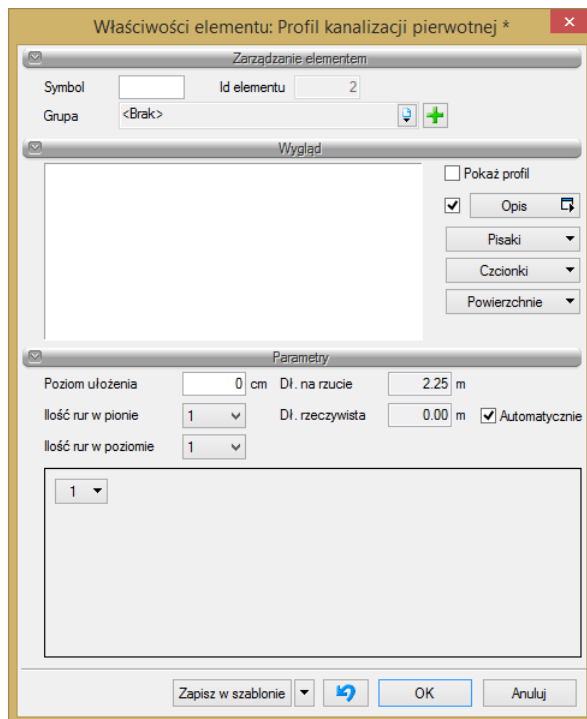 Właściwości elementu: Profil kanalizacji pierwotnej *
Zarządzanie elementem
Symbol Id elementu 2
Grupa <Brak>
Wygląd
Pokaż profil
Opis
Pisaki
Czcionki
Powierzchnie
Parametry
Poziom ułożenia 0 cm Dł. na rzucie 2.25 m
Ilość rur w pionie 1 Dł. rzeczywista 0.00 m Automatycznie
Ilość rur w poziomie 1
1
Zapisz w szablonie OK Anuluj